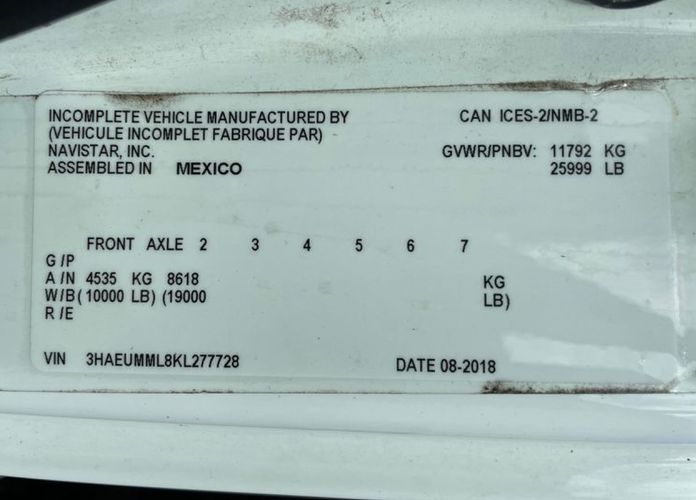 INCOMPLETE VEHICLE MANUFACTURED BY
(VEHICULE INCOMPLET FABRIQUE PAR)
NAVISTAR, INC.
ASSEMBLED IN MEXICO
CAN ICES-2/NMB-2
GVWR/PNBV: 11792 KG
25999 LB
FRONT AXLE 2 3 4 5 6 7
G /P
A /N 4535 KG 8618 KG
W/B ( 10000 LB) (19000 LB)
R /E
VIN 3HAEUMML8KL277728
DATE 08-2018